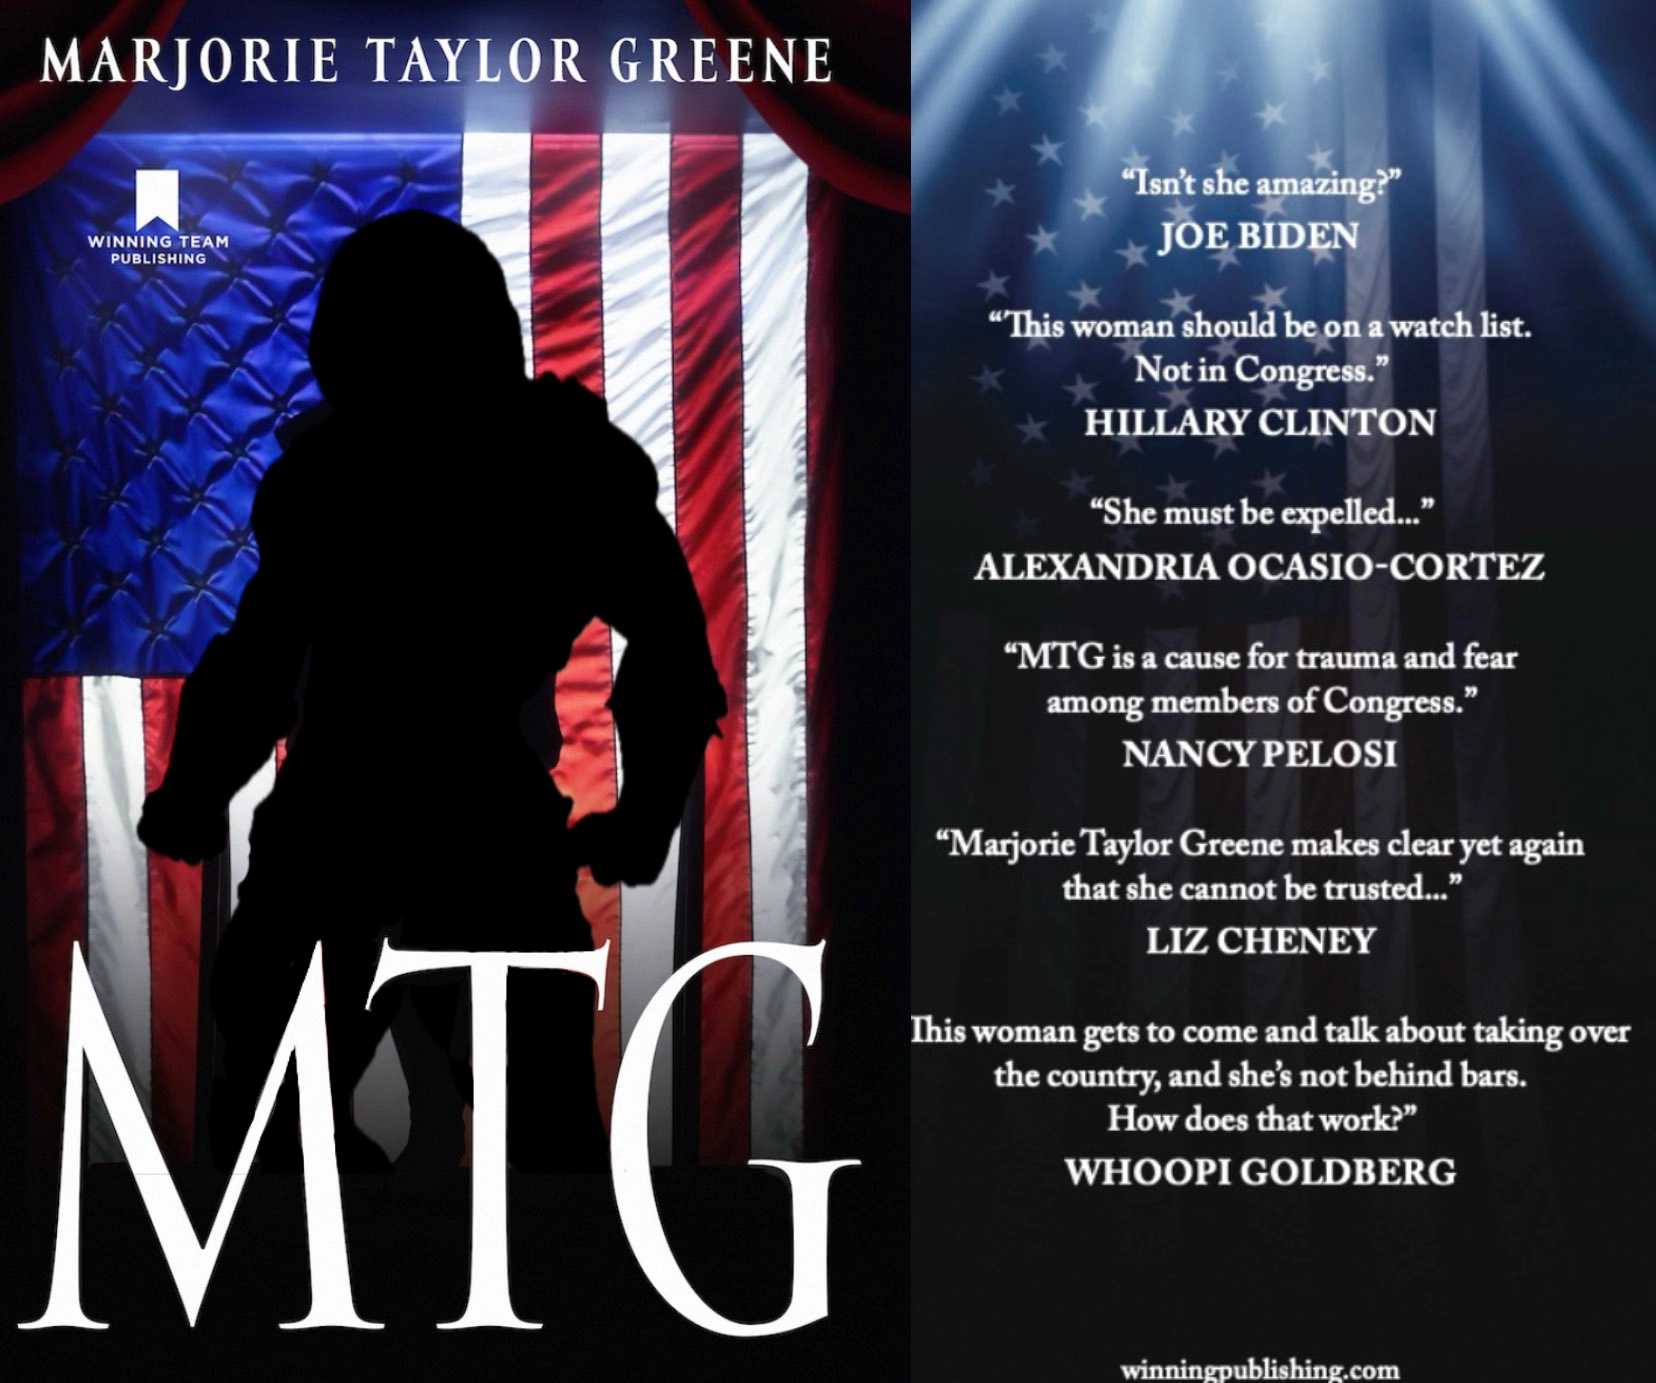 MARJORIE TAYLOR GREENE
WINNING TEAM
PUBLISHING
MTG
“Isn’t she amazing?”
JOE BIDEN
“This woman should be on a watch list.
Not in Congress.”
HILLARY CLINTON
“She must be expelled...”
ALEXANDRIA OCASIO-CORTEZ
“MTG is a cause for trauma and fear
among members of Congress.”
NANCY PELOSI
“Marjorie Taylor Greene makes clear yet again
that she cannot be trusted...”
LIZ CHENEY
This woman gets to come and talk about taking over
the country, and she’s not behind bars.
How does that work?”
WHOOPI GOLDBERG
winningpublishing.com